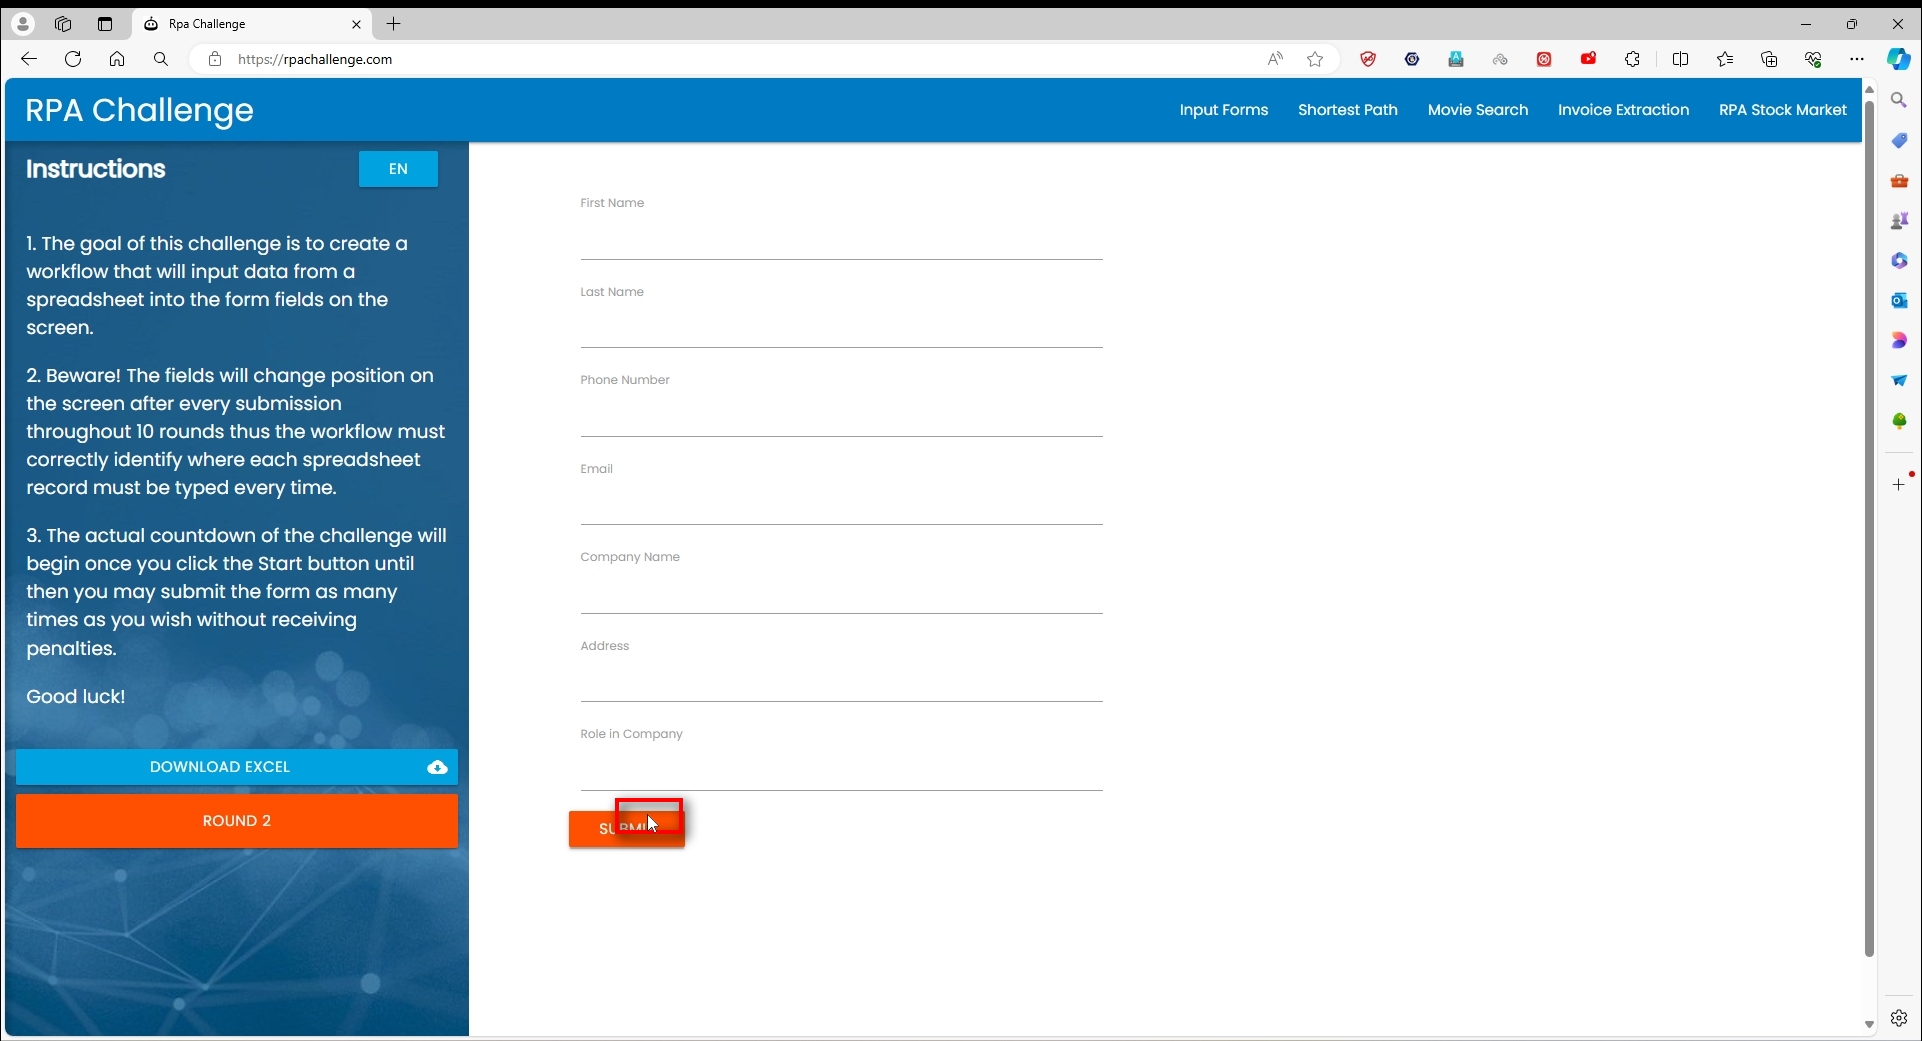 Rpa Challenge
https://rpachallenge.com
RPA Challenge
Input Forms
Shortest Path
Movie Search
Invoice Extraction
RPA Stock Market
Instructions
EN
1. The goal of this challenge is to create a
workflow that will input data from a
spreadsheet into the form fields on the
screen.
2. Beware! The fields will change position on
the screen after every submission
throughout 10 rounds thus the workflow must
correctly identify where each spreadsheet
record must be typed every time.
3. The actual countdown of the challenge will
begin once you click the Start button until
then you may submit the form as many
times as you wish without receiving
penalties.
Good luck!
DOWNLOAD EXCEL
ROUND 2
First Name
Last Name
Phone Number
Email
Company Name
Address
Role in Company
SUBMIT